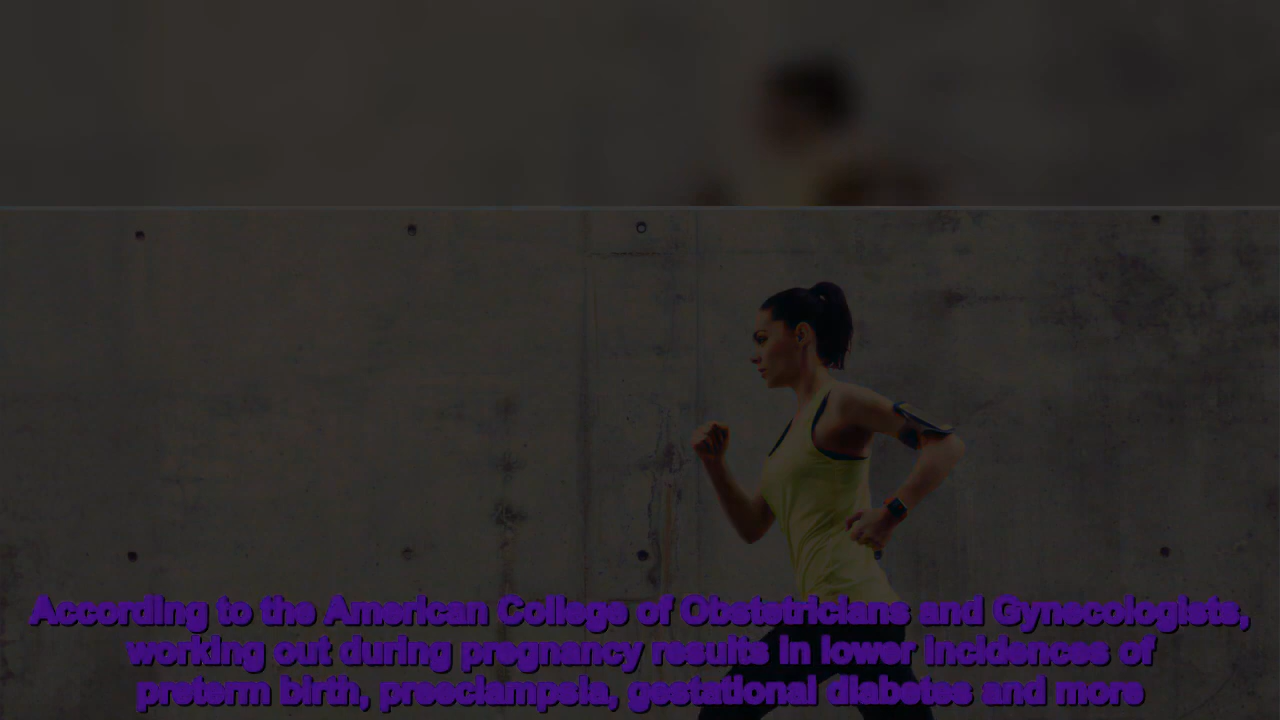 According to the American College of Obstetricians and Gynecologists,
working out during pregnancy results in lower incidences of
preterm birth, preeclampsia, gestational diabetes and more